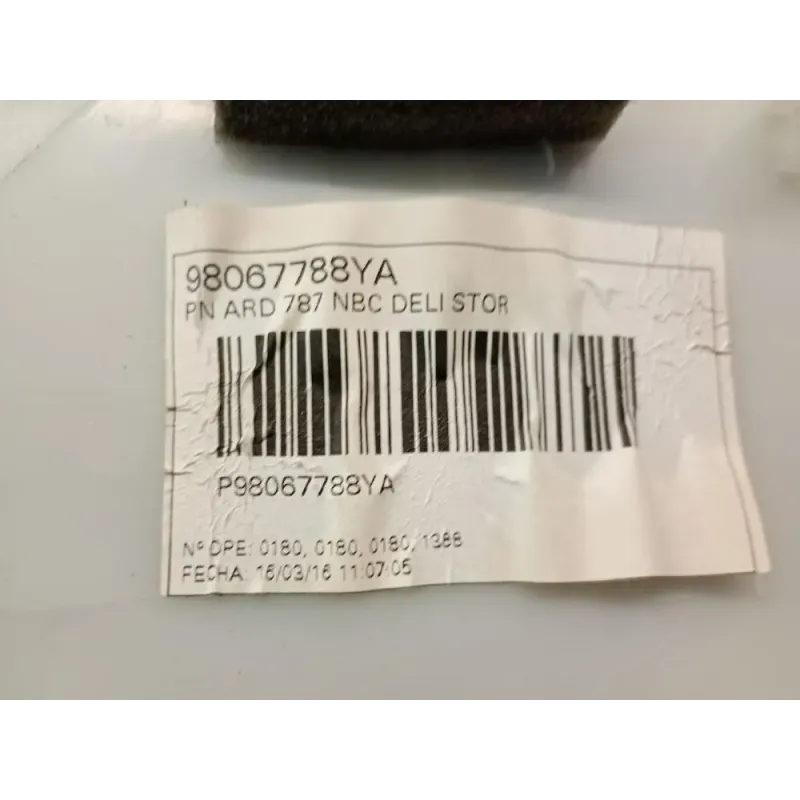 98067788YA
PN ARD 787 NBC DELI STOR
P98067788YA
Nº DPE: 0180, 0180, 0180, 1388
FECHA: 16/03/16 11:07:05